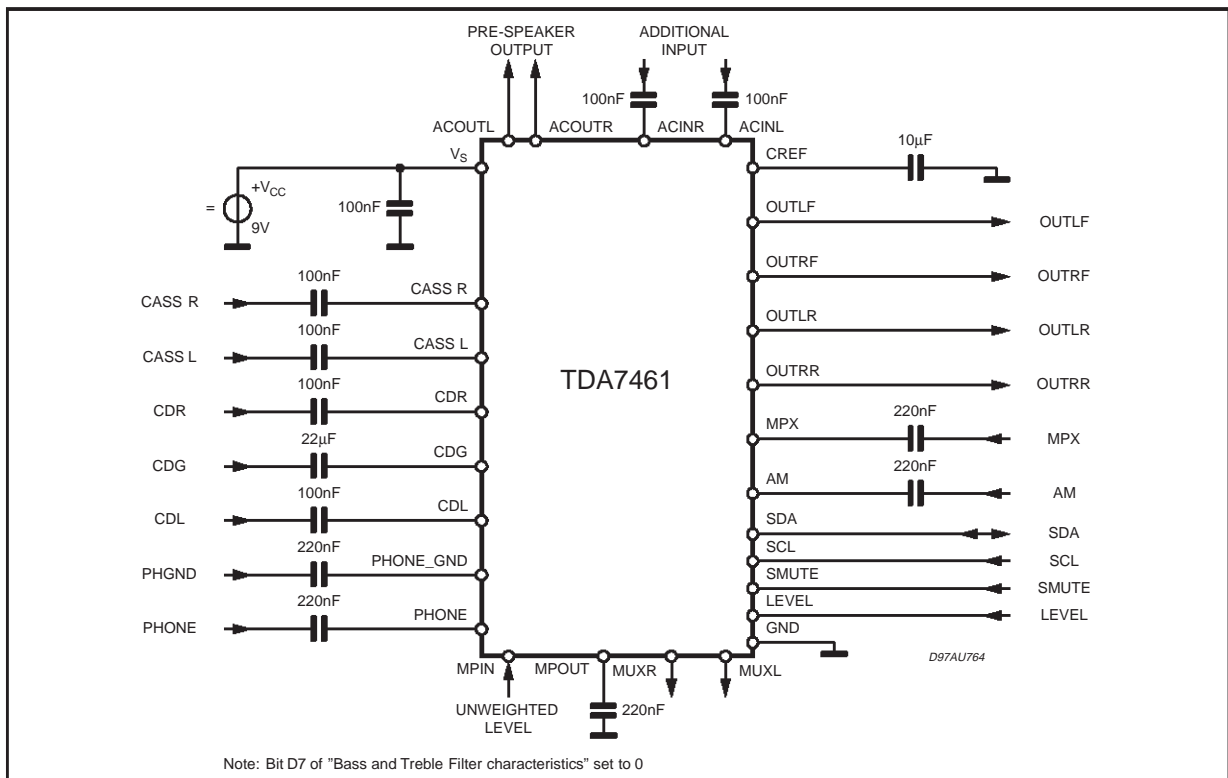 PRE-SPEAKER
OUTPUT
ADDITIONAL
INPUT
100nF
100nF
ACOUTL
ACOUTR
ACINR
ACINL
VS
CREF
10µF
+VCC
=
9V
100nF
OUTLF
OUTLF
100nF
CASS R
CASS R
OUTRF
OUTRF
100nF
CASS L
CASS L
OUTLR
OUTLR
TDA7461
100nF
CDR
CDR
OUTRR
OUTRR
22µF
CDG
CDG
MPX
220nF
MPX
100nF
CDL
CDL
AM
220nF
AM
220nF
PHGND
PHONE_GND
SDA
SDA
SCL
SCL
220nF
PHONE
PHONE
SMUTE
SMUTE
LEVEL
LEVEL
GND
D97AU764
MPIN
MPOUT
MUXR
MUXL
UNWEIGHTED
LEVEL
220nF
Note: Bit D7 of "Bass and Treble Filter characteristics" set to 0